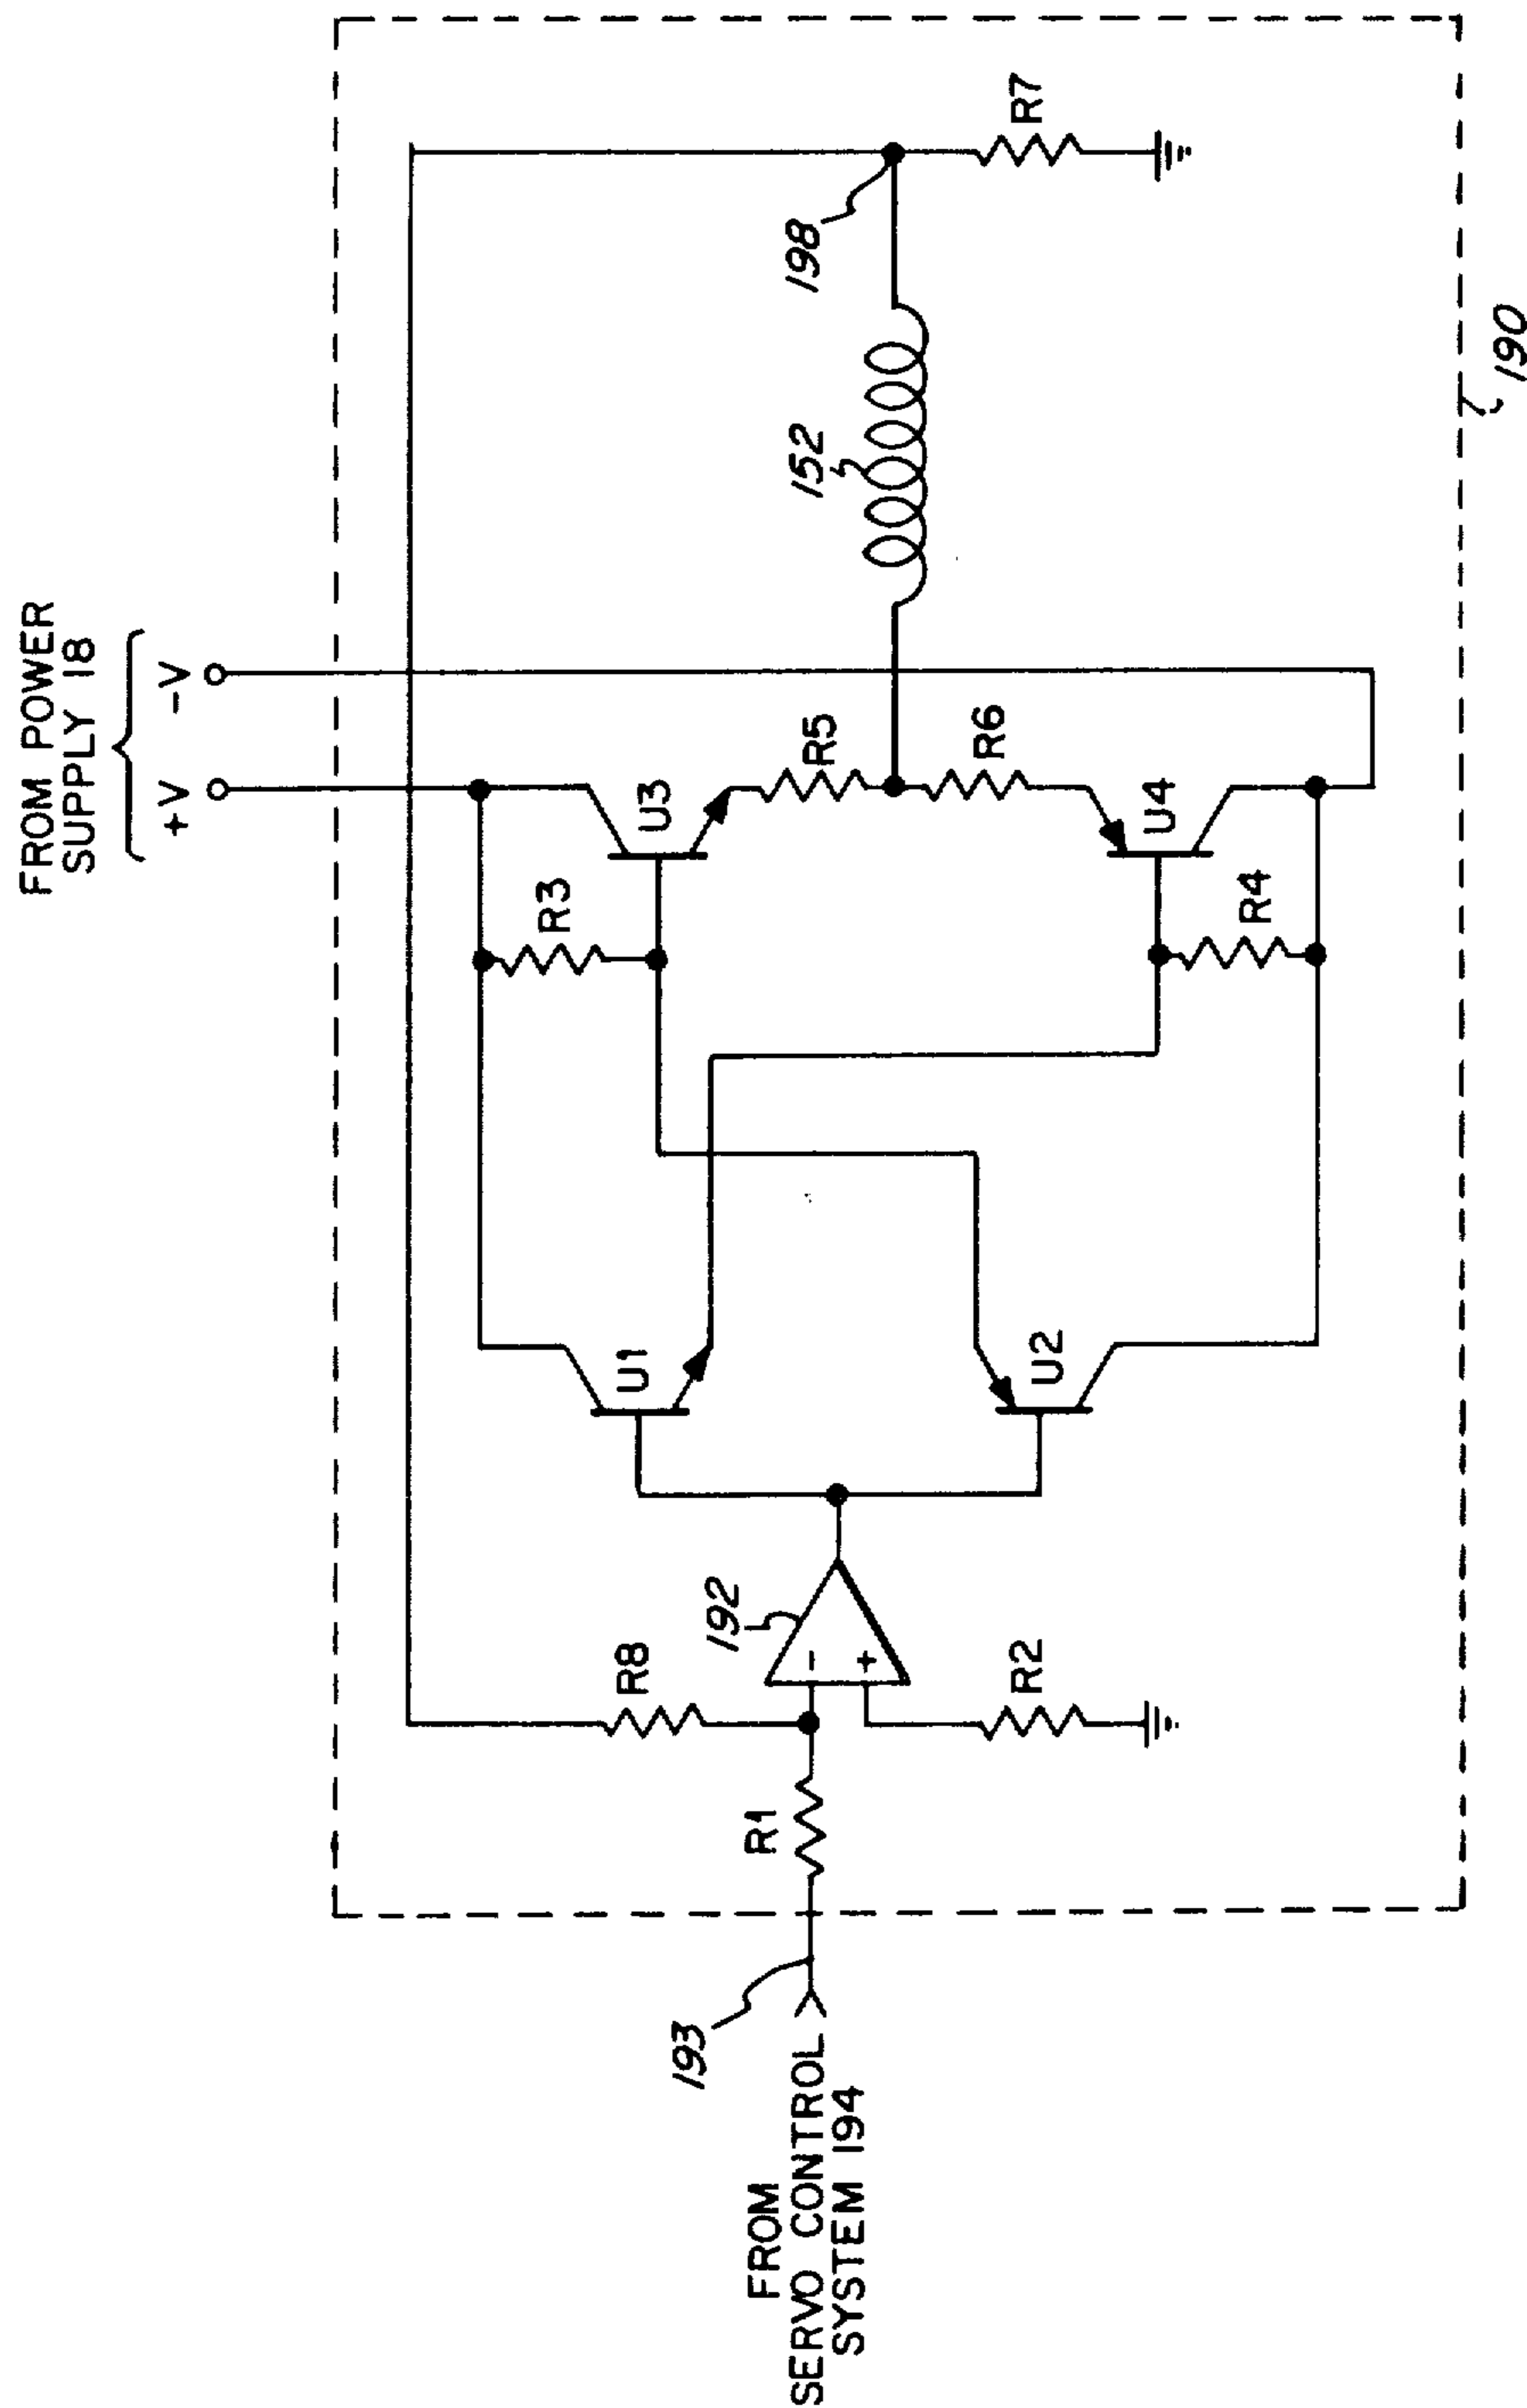 FROM POWER
SUPPLY 18
+V
-V
R3
U3
R5
R6
U4
R4
U1
U2
192
R8
-
+
R2
R1
193
FROM
SERVO CONTROL
SYSTEM 194
152
198
R7
190